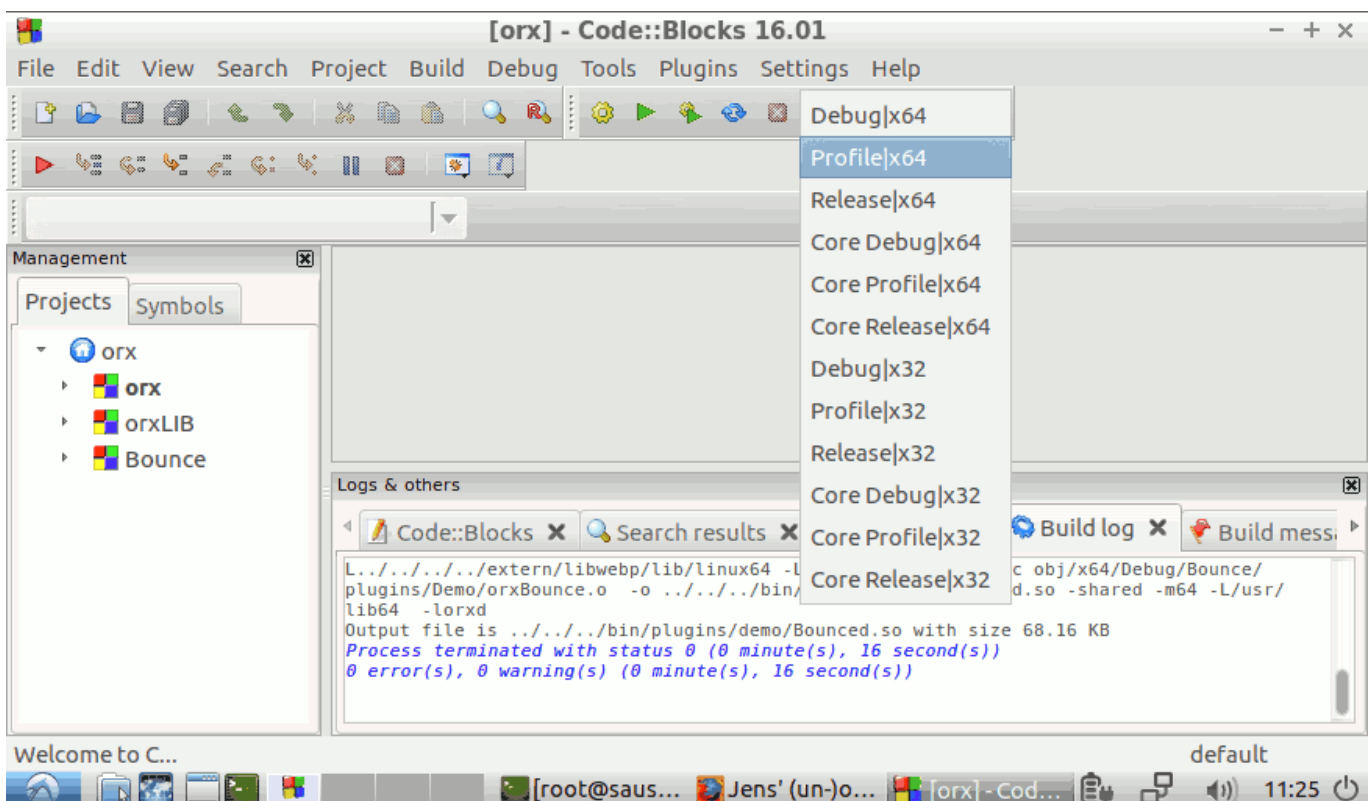 [orx] - Code::Blocks 16.01
File Edit View Search Project Build Debug Tools Plugins Settings Help
Debug|x64
Profile|x64
Release|x64
Core Debug|x64
Core Profile|x64
Core Release|x64
Debug|x32
Profile|x32
Release|x32
Core Debug|x32
Core Profile|x32
Core Release|x32
Management
Projects Symbols
orx
orx
orxLIB
Bounce
Logs & others
Code::Blocks Search results Build log Build mess
L../../../../extern/libwebp/lib/linux64 c obj/x64/Debug/Bounce/
plugins/Demo/orxBounce.o -o ../../../bin/ d.so -shared -m64 -L/usr/
lib64 -lorxd
Output file is ../../../bin/plugins/demo/Bounced.so with size 68.16 KB
Process terminated with status 0 (0 minute(s), 16 second(s))
0 error(s), 0 warning(s) (0 minute(s), 16 second(s))
Welcome to C... default
[root@saus... Jens' (un-)o... [orx] - Cod... 11:25